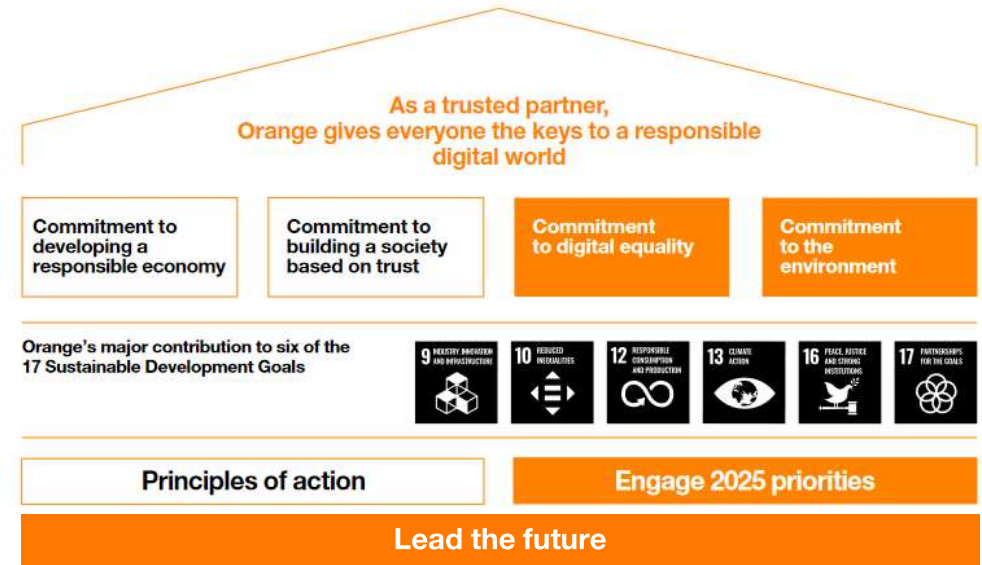 As a trusted partner,
Orange gives everyone the keys to a responsible
digital world
Commitment to
developing a
responsible economy
Commitment to
building a society
based on trust
Commitment
to digital equality
Commitment
to the
environment
Orange's major contribution to six of the
17 Sustainable Development Goals
9 INDUSTRY, INNOVATION
AND INFRASTRUCTURE
10 REDUCED
INEQUALITIES
12 RESPONSIBLE
CONSUMPTION
AND PRODUCTION
13 CLIMATE
ACTION
16 PEACE, JUSTICE
AND STRONG
INSTITUTIONS
17 PARTNERSHIPS
FOR THE GOALS
Principles of action
Engage 2025 priorities
Lead the future